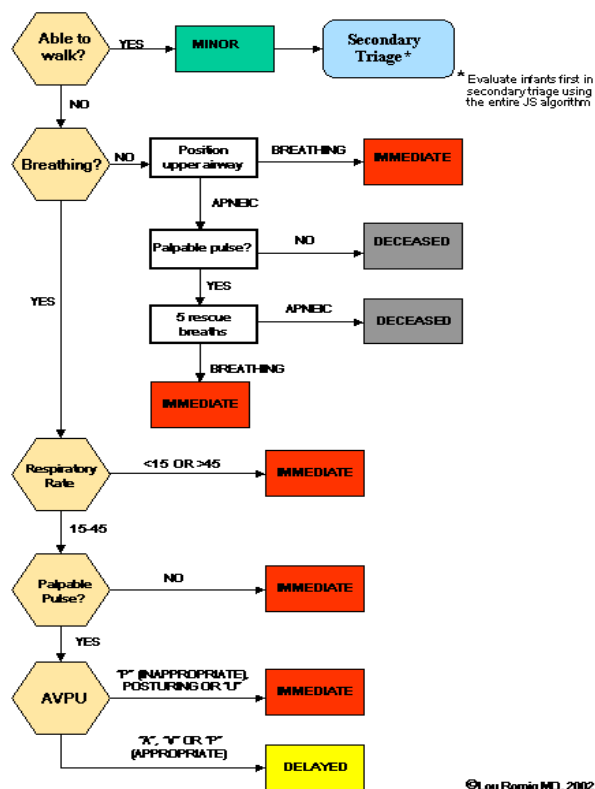 Able to
walk?
YES
MINOR
Secondary
Triage*
* Evaluate infants first in
secondary triage using
the entire JS algorithm
NO
Breathing?
NO
Position
upper airway
BREATHING
IMMEDIATE
APNEIC
Palpable pulse?
NO
DECEASED
YES
YES
5 rescue
breaths
APNEIC
DECEASED
BREATHING
IMMEDIATE
Respiratory
Rate
<15 OR >45
IMMEDIATE
15-45
Palpable
Pulse?
NO
IMMEDIATE
YES
AVPU
"P" (INAPPROPRIATE),
POSTURING OR "U"
IMMEDIATE
"A", "V" OR "P"
(APPROPRIATE)
DELAYED
©Lou Romig MD, 2002